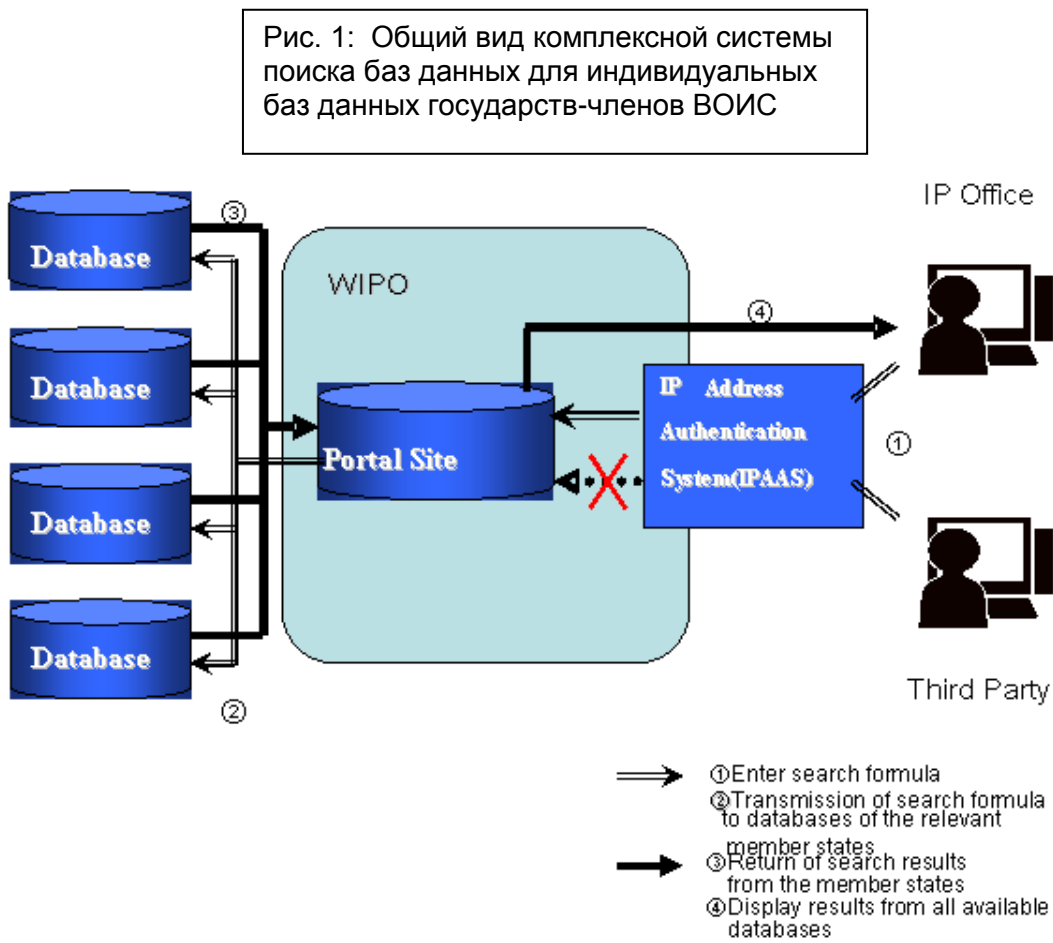 Рис. 1: Общий вид комплексной системы
поиска баз данных для индивидуальных
баз данных государств-членов ВОИС
IP Office
③
Database
WIPO
④
Database
IP Address
Authentication
System(IPAAS)
①
Portal Site
Database
Database
Third Party
②
①Enter search formula
②Transmission of search formula
to databases of the relevant
member states
③Return of search results
from the member states
④Display results from all available
databases